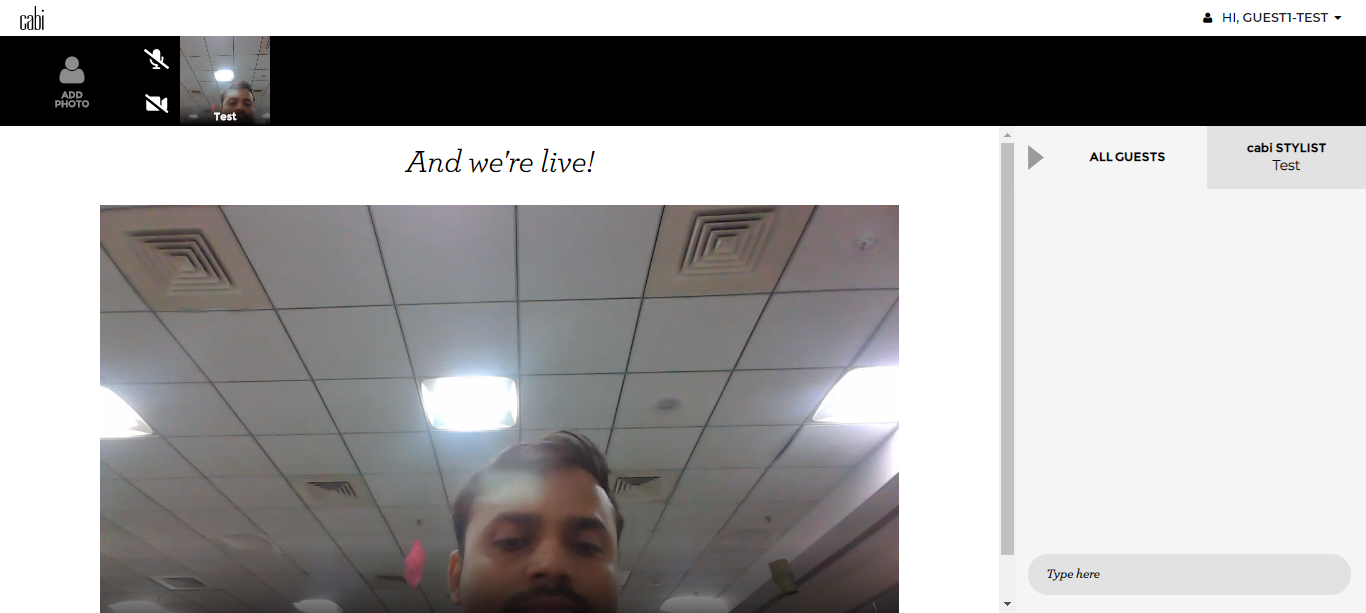 cabi
HI, GUEST1-TEST
ADD
PHOTO
Test
And we're live!
ALL GUESTS
cabi STYLIST
Test
Type here